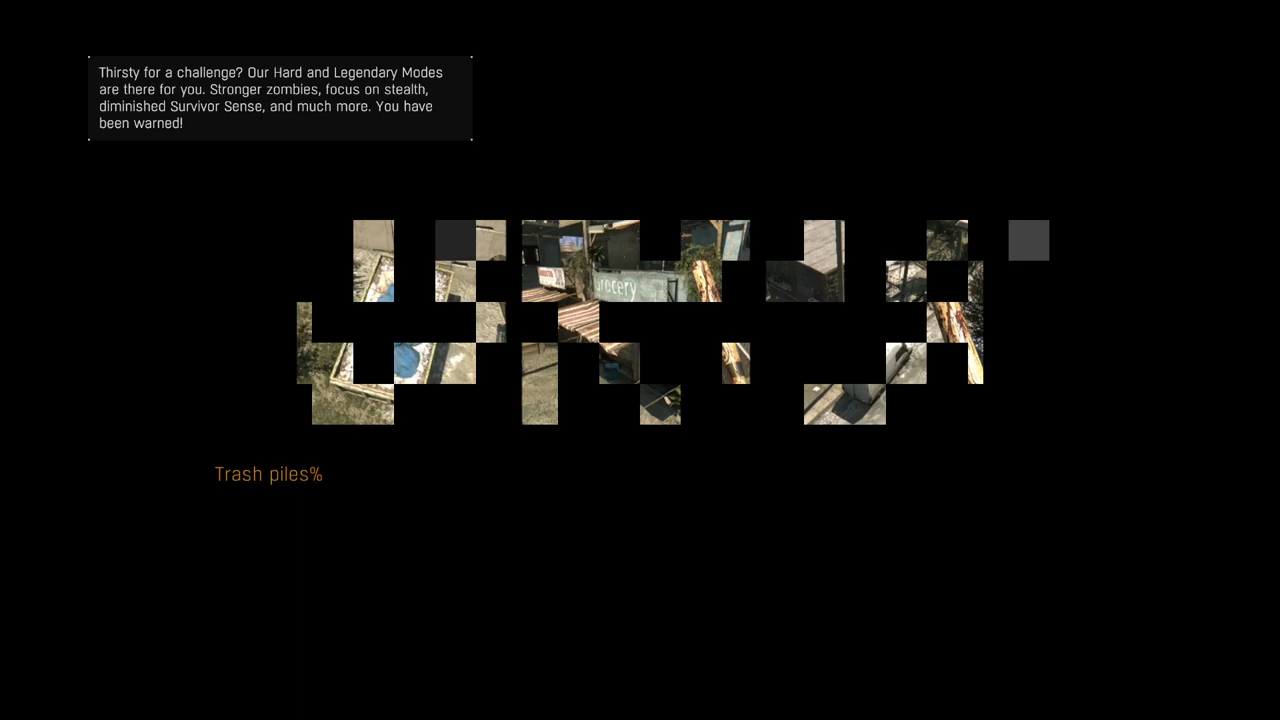 Thirsty for a challenge? Our Hard and Legendary Modes
are there for you. Stronger zombies, focus on stealth,
diminished Survivor Sense, and much more. You have
been warned!
Grocery
Trash piles%